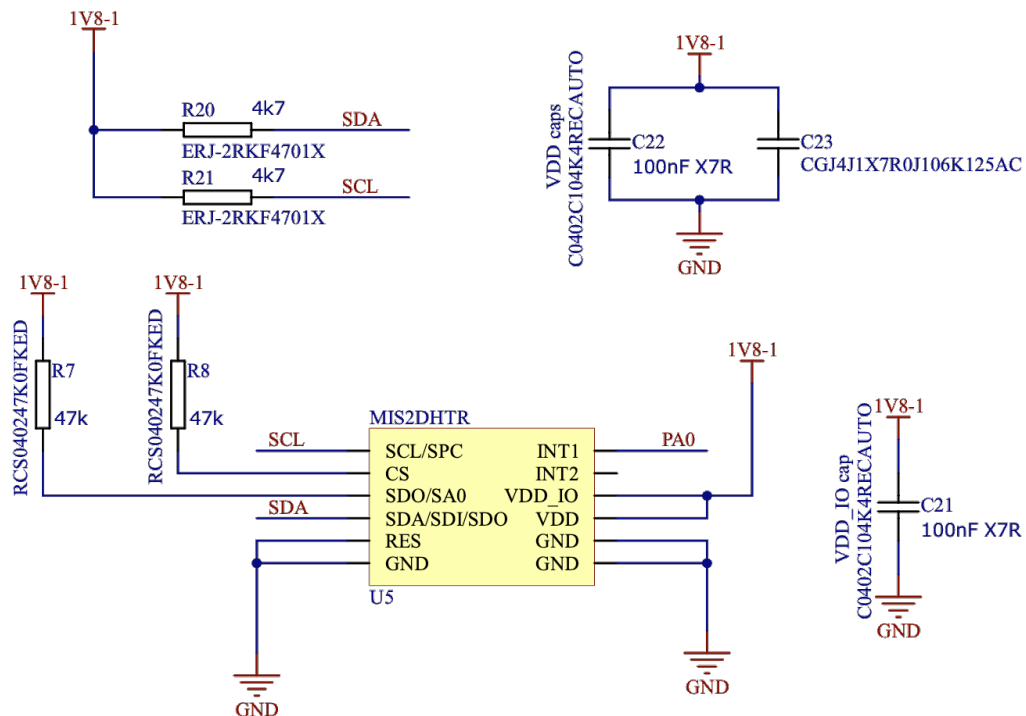 1V8-1
R20
4k7
SDA
ERJ-2RKF4701X
R21
4k7
SCL
ERJ-2RKF4701X
1V8-1
VDD caps
C0402C104K4RECAUTO
C22
100nF X7R
C23
CGJ4J1X7R0J106K125AC
GND
1V8-1
RCS040247K0FKED
R7
47k
1V8-1
RCS040247K0FKED
R8
47k
MIS2DHTR
SCL
SCL/SPC
CS
SDO/SA0
SDA
SDA/SDI/SDO
RES
GND
INT1
PA0
INT2
VDD_IO
VDD
GND
GND
U5
1V8-1
GND
GND
1V8-1
VDD_IO cap
C0402C104K4RECAUTO
C21
100nF X7R
GND